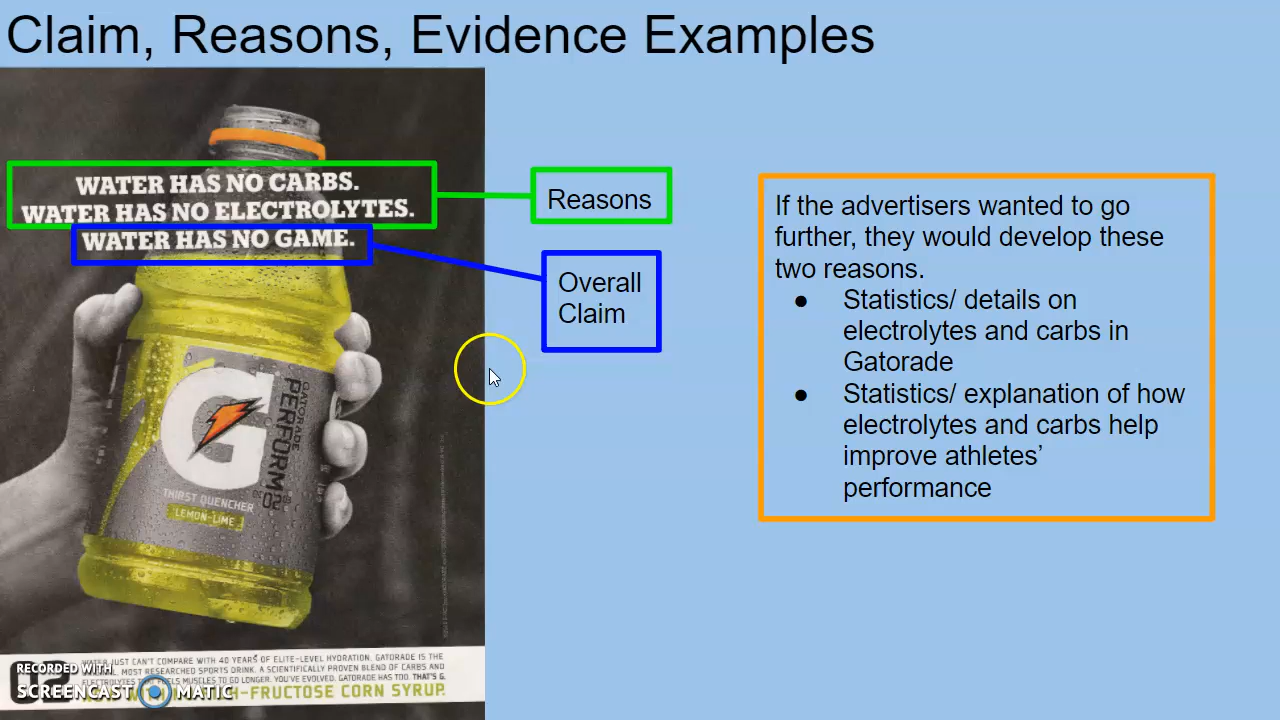 Claim, Reasons, Evidence Examples
WATER HAS NO CARBS.
WATER HAS NO ELECTROLYTES.
WATER HAS NO GAME.
Reasons
Overall
Claim
If the advertisers wanted to go
further, they would develop these
two reasons.
● Statistics/ details on
electrolytes and carbs in
Gatorade
● Statistics/ explanation of how
electrolytes and carbs help
improve athletes’
performance
G
GATORADE
PERFORM
02
THIRST QUENCHER
LEMON-LIME
WATER JUST CAN'T COMPARE WITH 40 YEARS OF ELITE-LEVEL HYDRATION. GATORADE IS THE
MOST RESEARCHED SPORTS DRINK. A SCIENTIFICALLY PROVEN BLEND OF CARBS AND
ELECTROLYTES THAT FUELS MUSCLES TO GO LONGER. YOU'VE EVOLVED. GATORADE HAS TOO. THAT'S G.
H-FRUCTOSE CORN SYRUP.
02
RECORDED WITH
SCREENCAST MATIC